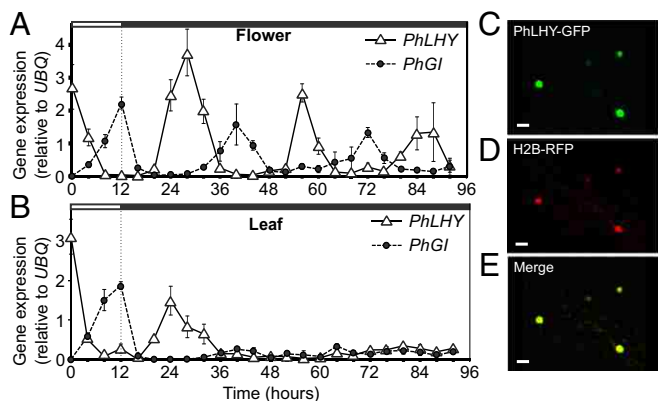 A
Flower
PhLHY
PhGI
Gene expression
(relative to UBQ)
4
3
2
1
0
0 12 24 36 48 60 72 84 96
B
Leaf
PhLHY
PhGI
Gene expression
(relative to UBQ)
3
2
1
0
0 12 24 36 48 60 72 84 96
Time (hours)
C
PhLHY-GFP
D
H2B-RFP
E
Merge